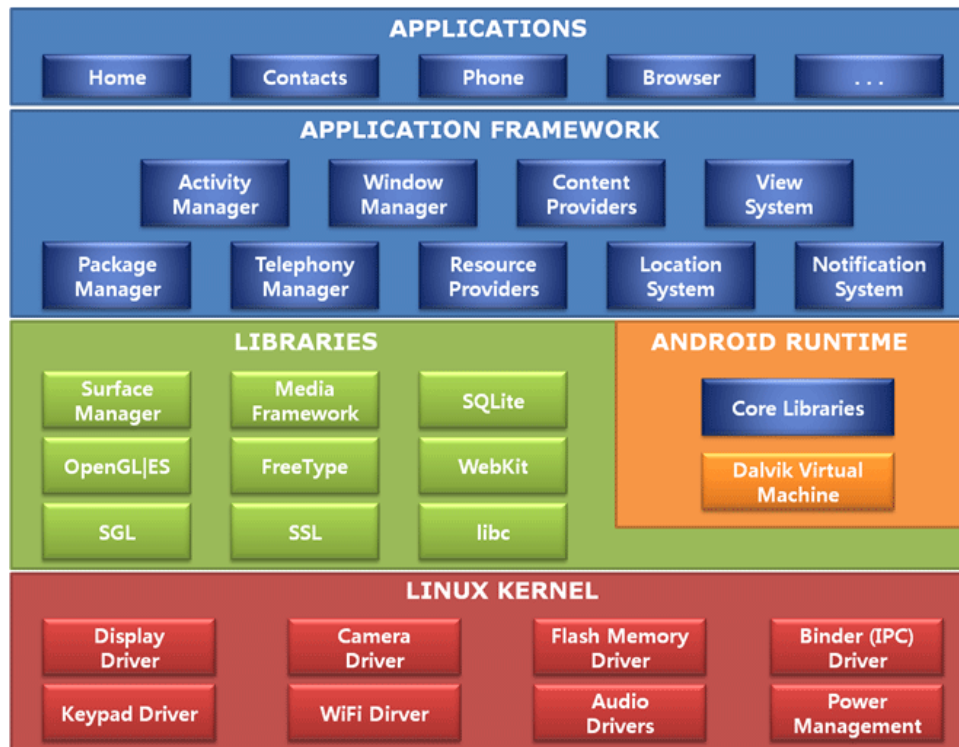 APPLICATIONS
Home
Contacts
Phone
Browser
. . .
APPLICATION FRAMEWORK
Activity
Manager
Window
Manager
Content
Providers
View
System
Package
Manager
Telephony
Manager
Resource
Providers
Location
System
Notification
System
LIBRARIES
Surface
Manager
Media
Framework
SQLite
OpenGL|ES
FreeType
WebKit
SGL
SSL
libc
ANDROID RUNTIME
Core Libraries
Dalvik Virtual
Machine
LINUX KERNEL
Display
Driver
Camera
Driver
Flash Memory
Driver
Binder (IPC)
Driver
Keypad Driver
WiFi Dirver
Audio
Drivers
Power
Management